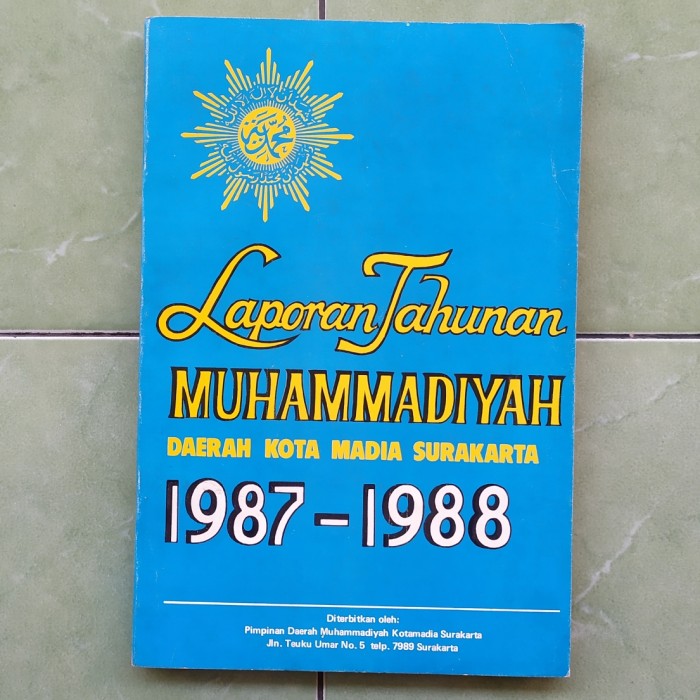 محمدية
Laporan Tahunan
MUHAMMADIYAH
DAERAH KOTA MADIA SURAKARTA
1987-1988
Diterbitkan oleh:
Pimpinan Daerah Muhammadiyah Kotamadia Surakarta
Jln. Teuku Umar No. 5 telp. 7989 Surakarta